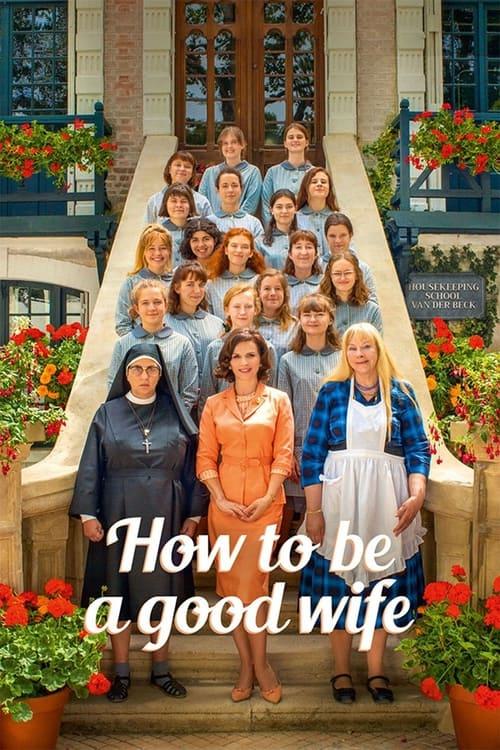 HOUSEKEEPING
SCHOOL
VAN DER BECK
How to be
a good wife